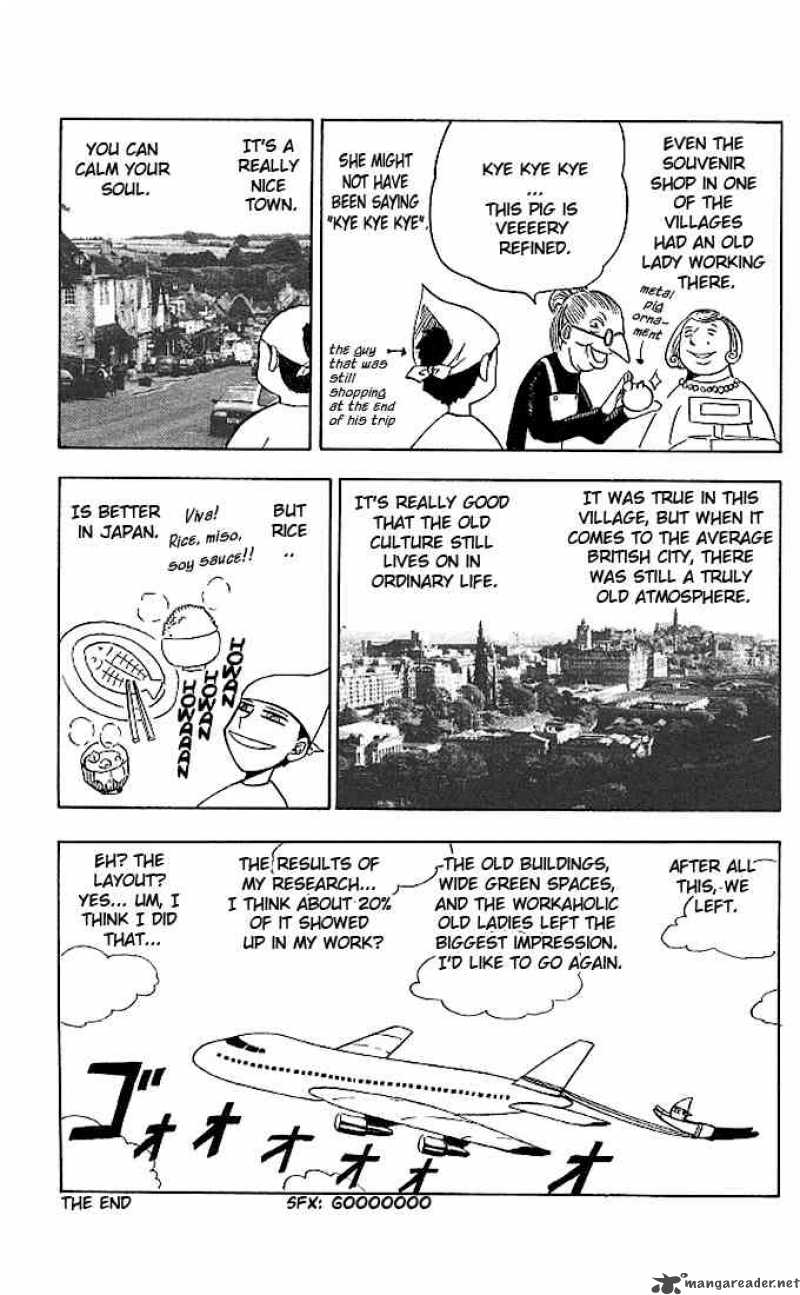 EVEN THE
SOUVENIR
SHOP IN ONE
OF THE
VILLAGES
HAD AN OLD
LADY WORKING
THERE.
KYE KYE KYE
...
THIS PIG IS
VEEEERY
REFINED.
metal
pig
orna-
ment
SHE MIGHT
NOT HAVE
BEEN SAYING
"KYE KYE KYE".
the guy
that was
still
shopping
at the end
of his trip
IT'S A
REALLY
NICE
TOWN.
YOU CAN
CALM YOUR
SOUL.
IT WAS TRUE IN THIS
VILLAGE, BUT WHEN IT
COMES TO THE AVERAGE
BRITISH CITY, THERE
WAS STILL A TRULY
OLD ATMOSPHERE.
IT'S REALLY GOOD
THAT THE OLD
CULTURE STILL
LIVES ON IN
ORDINARY LIFE.
BUT
RICE
..
Viva!
Rice, miso,
soy sauce!!
IS BETTER
IN JAPAN.
HOWAN
HOWAN
HOWAAAN
AFTER ALL
THIS, WE
LEFT.
THE OLD BUILDINGS,
WIDE GREEN SPACES,
AND THE WORKAHOLIC
OLD LADIES LEFT THE
BIGGEST IMPRESSION.
I'D LIKE TO GO AGAIN.
THE RESULTS OF
MY RESEARCH...
I THINK ABOUT 20%
OF IT SHOWED
UP IN MY WORK?
EH? THE
LAYOUT?
YES... UM, I
THINK I DID
THAT...
ゴォォォォォォ
THE END
SFX: GOOOOOOO
mangareader.net